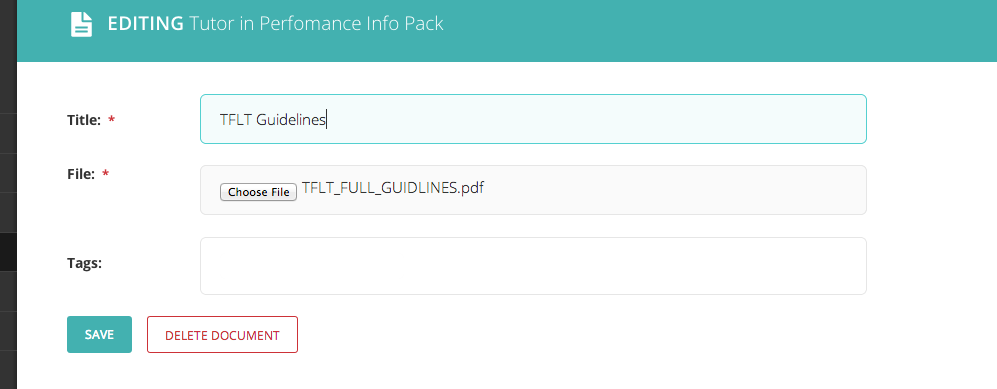 EDITING Tutor in Perfomance Info Pack
Title: * TFLT Guidelines
File: * Choose File TFLT_FULL_GUIDLINES.pdf
Tags:
SAVE DELETE DOCUMENT